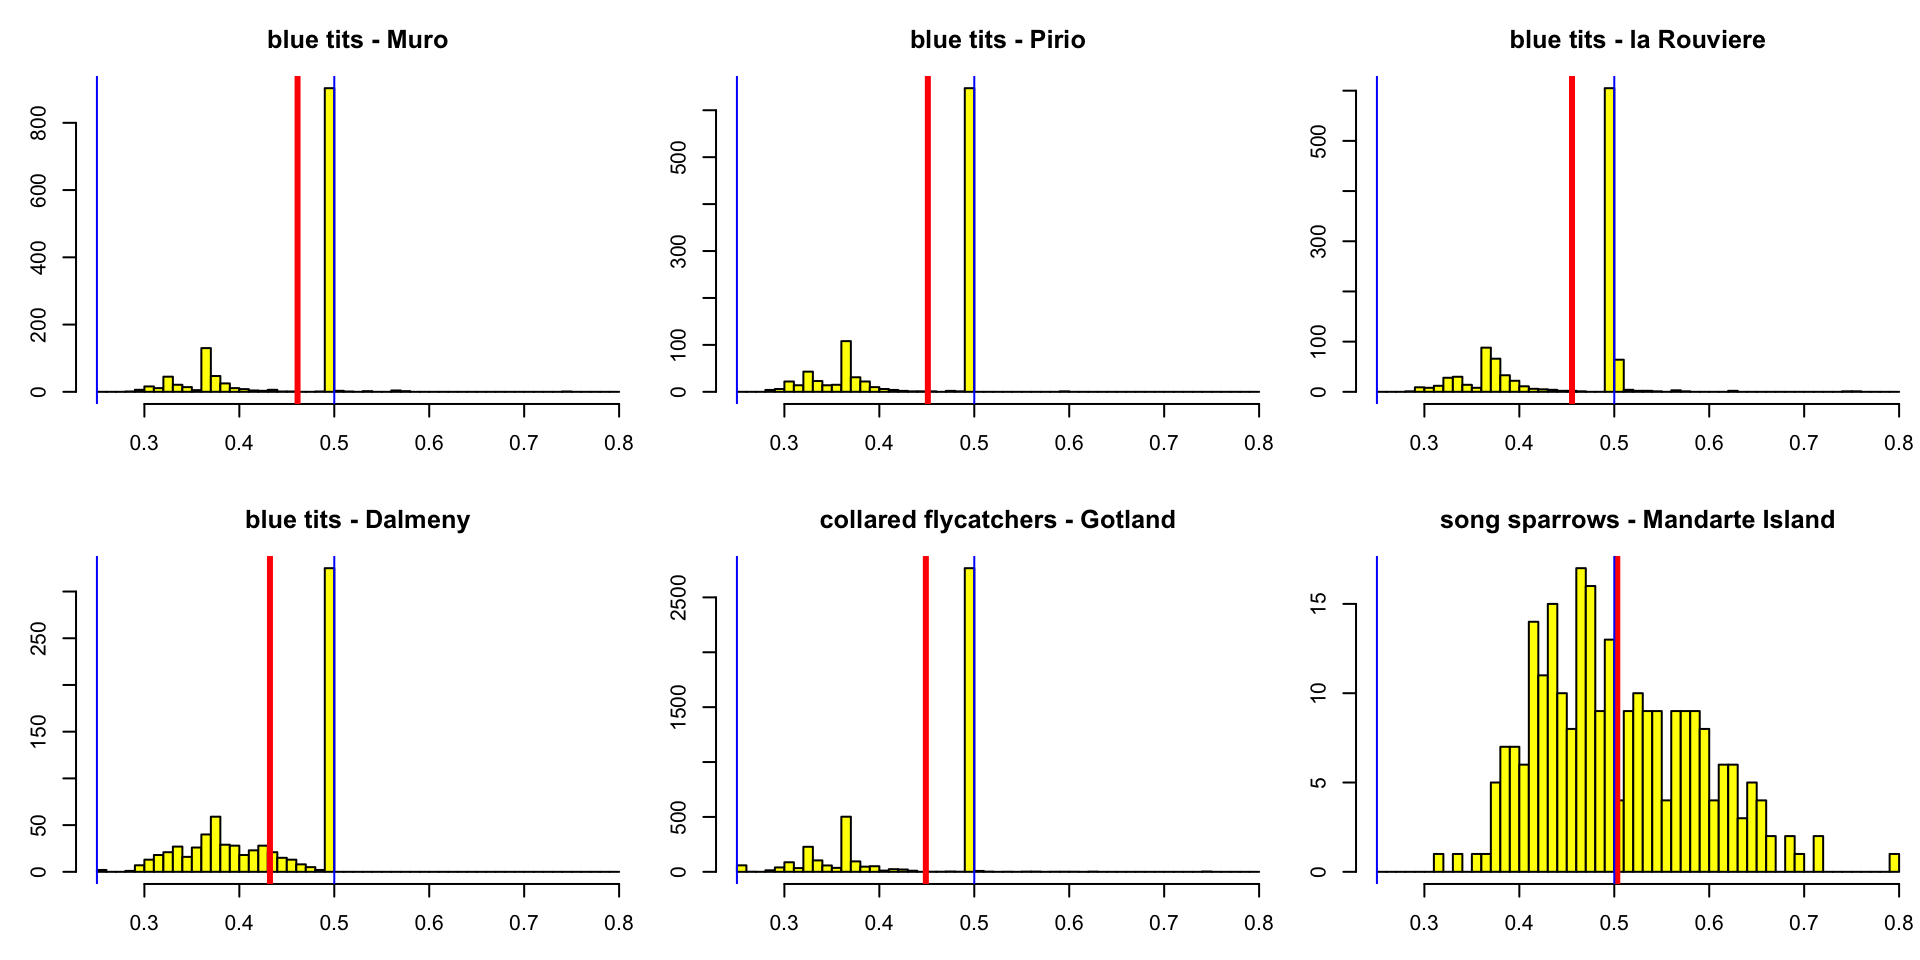 blue tits - Muro
0 200 400 600 800
0.3 0.4 0.5 0.6 0.7 0.8
blue tits - Pirio
0 100 300 500
0.3 0.4 0.5 0.6 0.7 0.8
blue tits - la Rouviere
0 100 300 500
0.3 0.4 0.5 0.6 0.7 0.8
blue tits - Dalmeny
0 50 150 250
0.3 0.4 0.5 0.6 0.7 0.8
collared flycatchers - Gotland
0 500 1500 2500
0.3 0.4 0.5 0.6 0.7 0.8
song sparrows - Mandarte Island
0 5 10 15
0.3 0.4 0.5 0.6 0.7 0.8